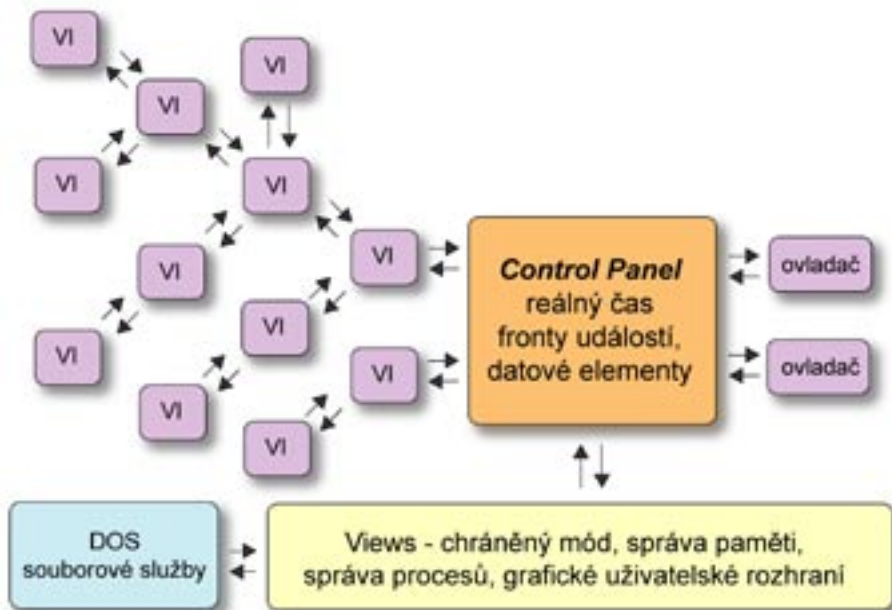 VI
VI
VI
VI
VI
VI
VI
VI
VI
VI
VI
VI
Control Panel
reálný čas
fronty událostí,
datové elementy
ovladač
ovladač
DOS
souborové služby
Views - chráněný mód, správa paměti,
správa procesů, grafické uživatelské rozhraní